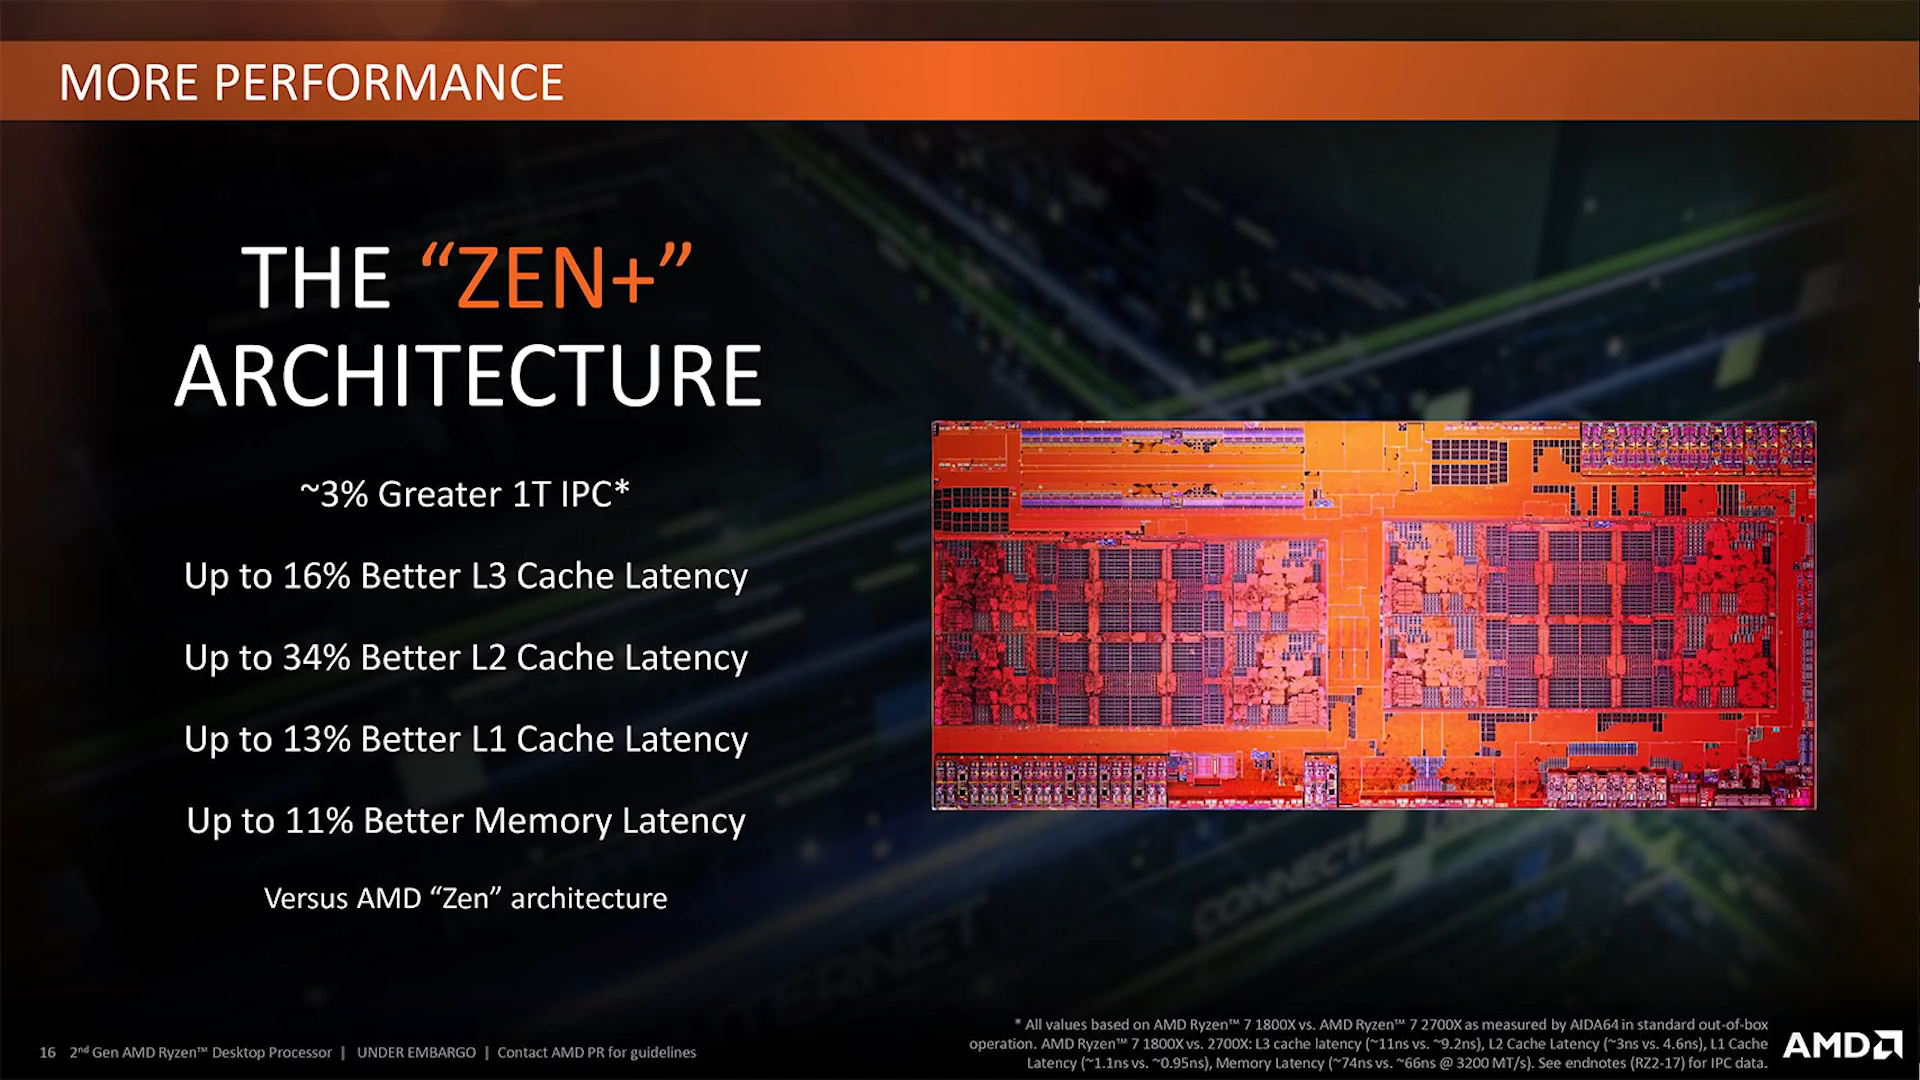 MORE PERFORMANCE
THE “ZEN+”
ARCHITECTURE
~3% Greater 1T IPC*
Up to 16% Better L3 Cache Latency
Up to 34% Better L2 Cache Latency
Up to 13% Better L1 Cache Latency
Up to 11% Better Memory Latency
Versus AMD “Zen” architecture
CONNECT
INTERNET
* All values based on AMD Ryzen™ 7 1800X vs. AMD Ryzen™ 7 2700X as measured by AIDA64 in standard out-of-box
operation. AMD Ryzen™ 7 1800X vs. 2700X: L3 cache latency (~11ns vs. ~9.2ns), L2 Cache Latency (~3ns vs. 4.6ns), L1 Cache
Latency (~1.1ns vs. ~0.95ns), Memory Latency (~74ns vs. ~66ns @ 3200 MT/s). See endnotes (RZ2-17) for IPC data.
16 2nd Gen AMD Ryzen™ Desktop Processor | UNDER EMBARGO | Contact AMD PR for guidelines
AMD